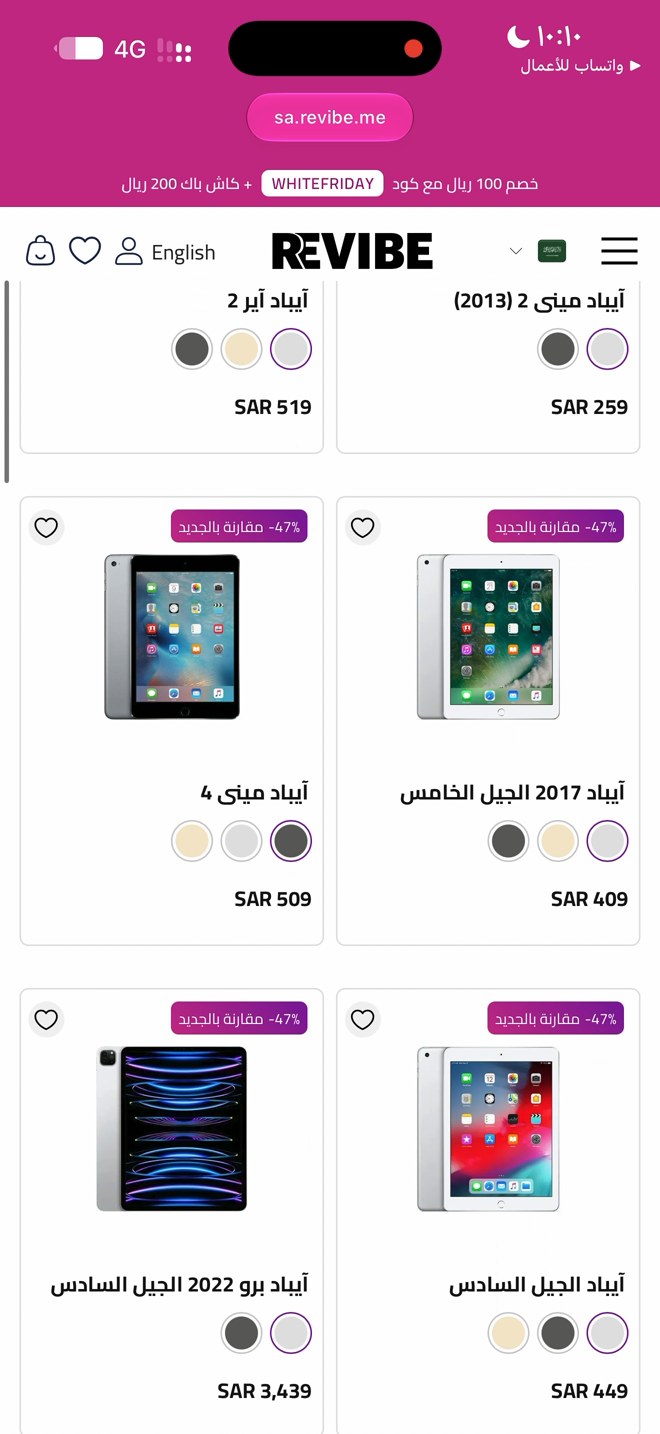 4G
١٠:١٠
واتساب للأعمال ◀
sa.revibe.me
خصم 100 ريال مع كود WHITEFRIDAY + كاش باك 200 ريال
English
REVIBE
آيباد ميني 2 (2013)
SAR 259
آيباد آير 2
SAR 519
-47% مقارنة بالجديد
آيباد 2017 الجيل الخامس
SAR 409
-47% مقارنة بالجديد
آيباد ميني 4
SAR 509
-47% مقارنة بالجديد
آيباد الجيل السادس
SAR 449
-47% مقارنة بالجديد
آيباد برو 2022 الجيل السادس
SAR 3,439